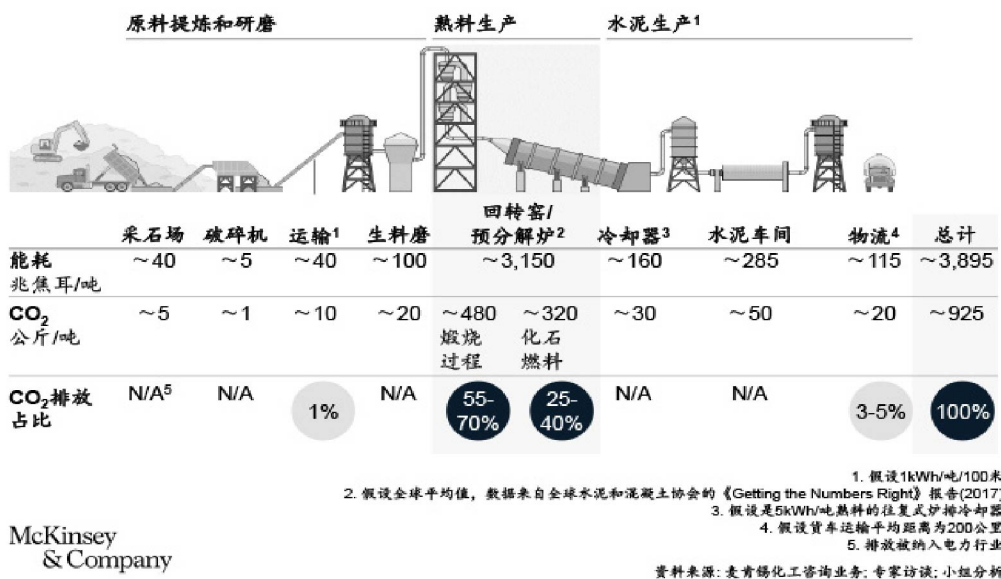 原料提炼和研磨 熟料生产 水泥生产1
采石场 破碎机 运输1 生料磨 回转窑/预分解炉2 冷却器3 水泥车间 物流4 总计
能耗
兆焦耳/吨
~40 ~5 ~40 ~100 ~3,150 ~160 ~285 ~115 ~3,895
CO2
公斤/吨
~5 ~1 ~10 ~20 ~480 ~320 ~30 ~50 ~20 ~925
煅烧 化石
过程 燃料
CO2排放
占比
N/A5 N/A 1% N/A 55-70% 25-40% N/A N/A 3-5% 100%
1. 假设1kWh/吨/100米
2. 假设全球平均值，数据来自全球水泥和混凝土协会的《Getting the Numbers Right》报告(2017)
3. 假设是5kWh/吨熟料的往复式炉排冷却器
4. 假设货车运输平均距离为200公里
5. 排放被纳入电力行业
McKinsey
& Company
资料来源: 麦肯锡化工咨询业务; 专家访谈; 小组分析